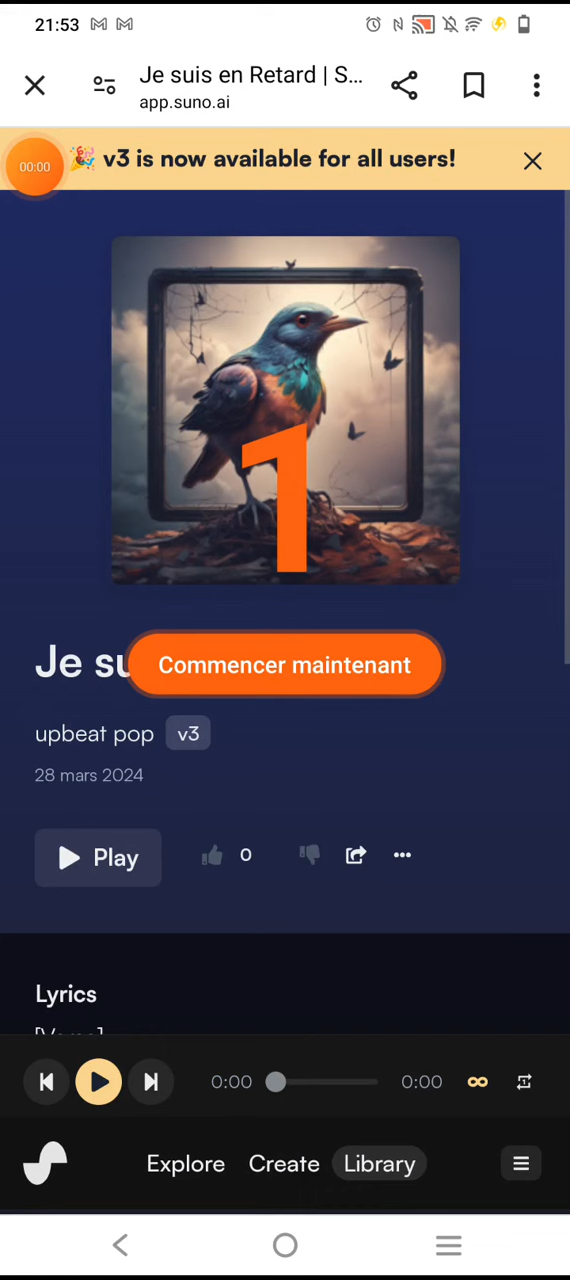 21:53
Je suis en Retard | S...
app.suno.ai
00:00
🎉 v3 is now available for all users!
1
Je su
Commencer maintenant
upbeat pop
v3
28 mars 2024
Play
0
Lyrics
[Verse]
0:00
0:00
Explore
Create
Library